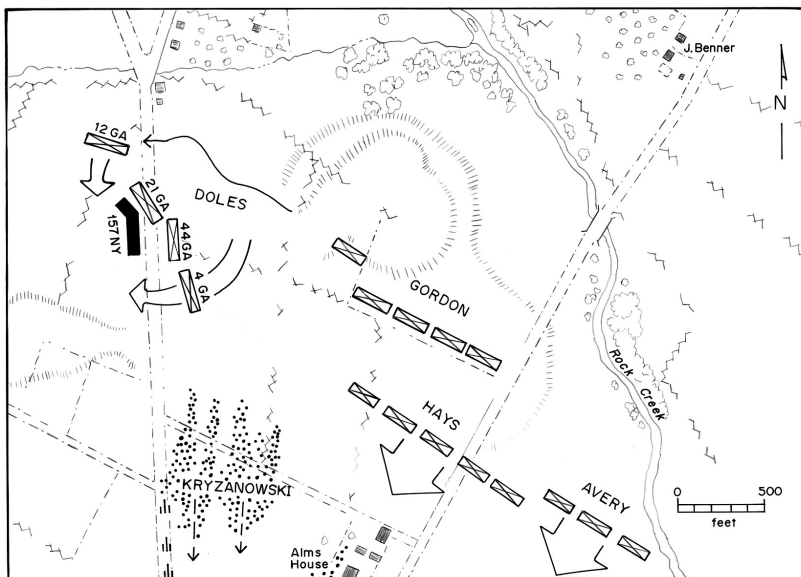 J. Benner
N
12 GA
21 GA
DOLES
157 NY
44 GA
4 GA
GORDON
Rock Creek
HAYS
AVERY
KRYZANOWSKI
0 500
feet
Alms
House